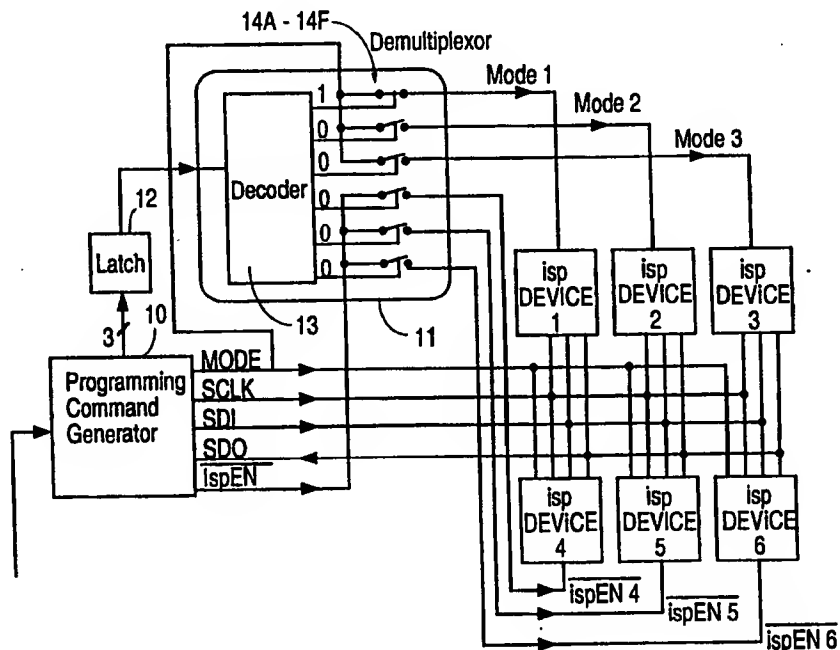 14A - 14F
Demultiplexor
Mode 1
Mode 2
Mode 3
1
0
0
0
0
0
Decoder
12
Latch
13
11
3
10
isp
DEVICE
1
isp
DEVICE
2
isp
DEVICE
3
Programming
Command
Generator
MODE
SCLK
SDI
SDO
ispEN
isp
DEVICE
4
isp
DEVICE
5
isp
DEVICE
6
ispEN 4
ispEN 5
ispEN 6